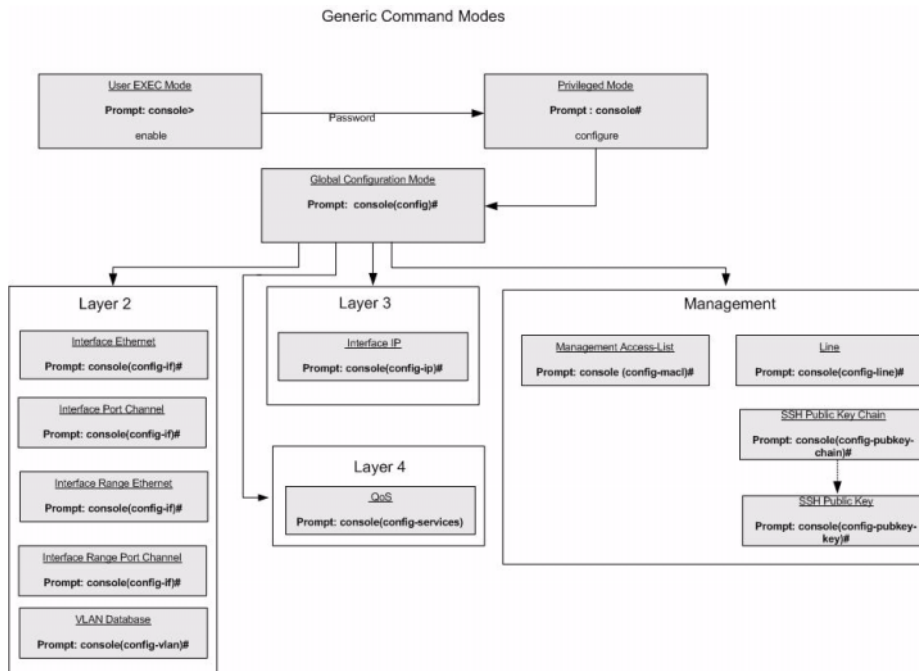 Generic Command Modes
User EXEC Mode
Prompt: console>
enable
Password
Privileged Mode
Prompt : console#
configure
Global Configuration Mode
Prompt: console(config)#
Layer 2
Interface Ethernet
Prompt: console(config-if)#
Interface Port Channel
Prompt: console(config-if)#
Interface Range Ethernet
Prompt: console(config-if)#
Interface Range Port Channel
Prompt: console(config-if)#
VLAN Database
Prompt: console(config-vlan)#
Layer 3
Interface IP
Prompt: console(config-ip)#
Layer 4
QoS
Prompt: console(config-services)
Management
Management Access-List
Prompt: console (config-macl)#
Line
Prompt: console(config-line)#
SSH Public Key Chain
Prompt: console(config-pubkey-
chain)#
SSH Public Key
Prompt: console(config-pubkey-
key)#